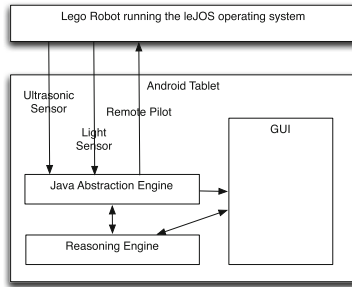 Lego Robot running the leJOS operating system
Android Tablet
Ultrasonic
Sensor
Remote Pilot
Light
Sensor
GUI
Java Abstraction Engine
Reasoning Engine